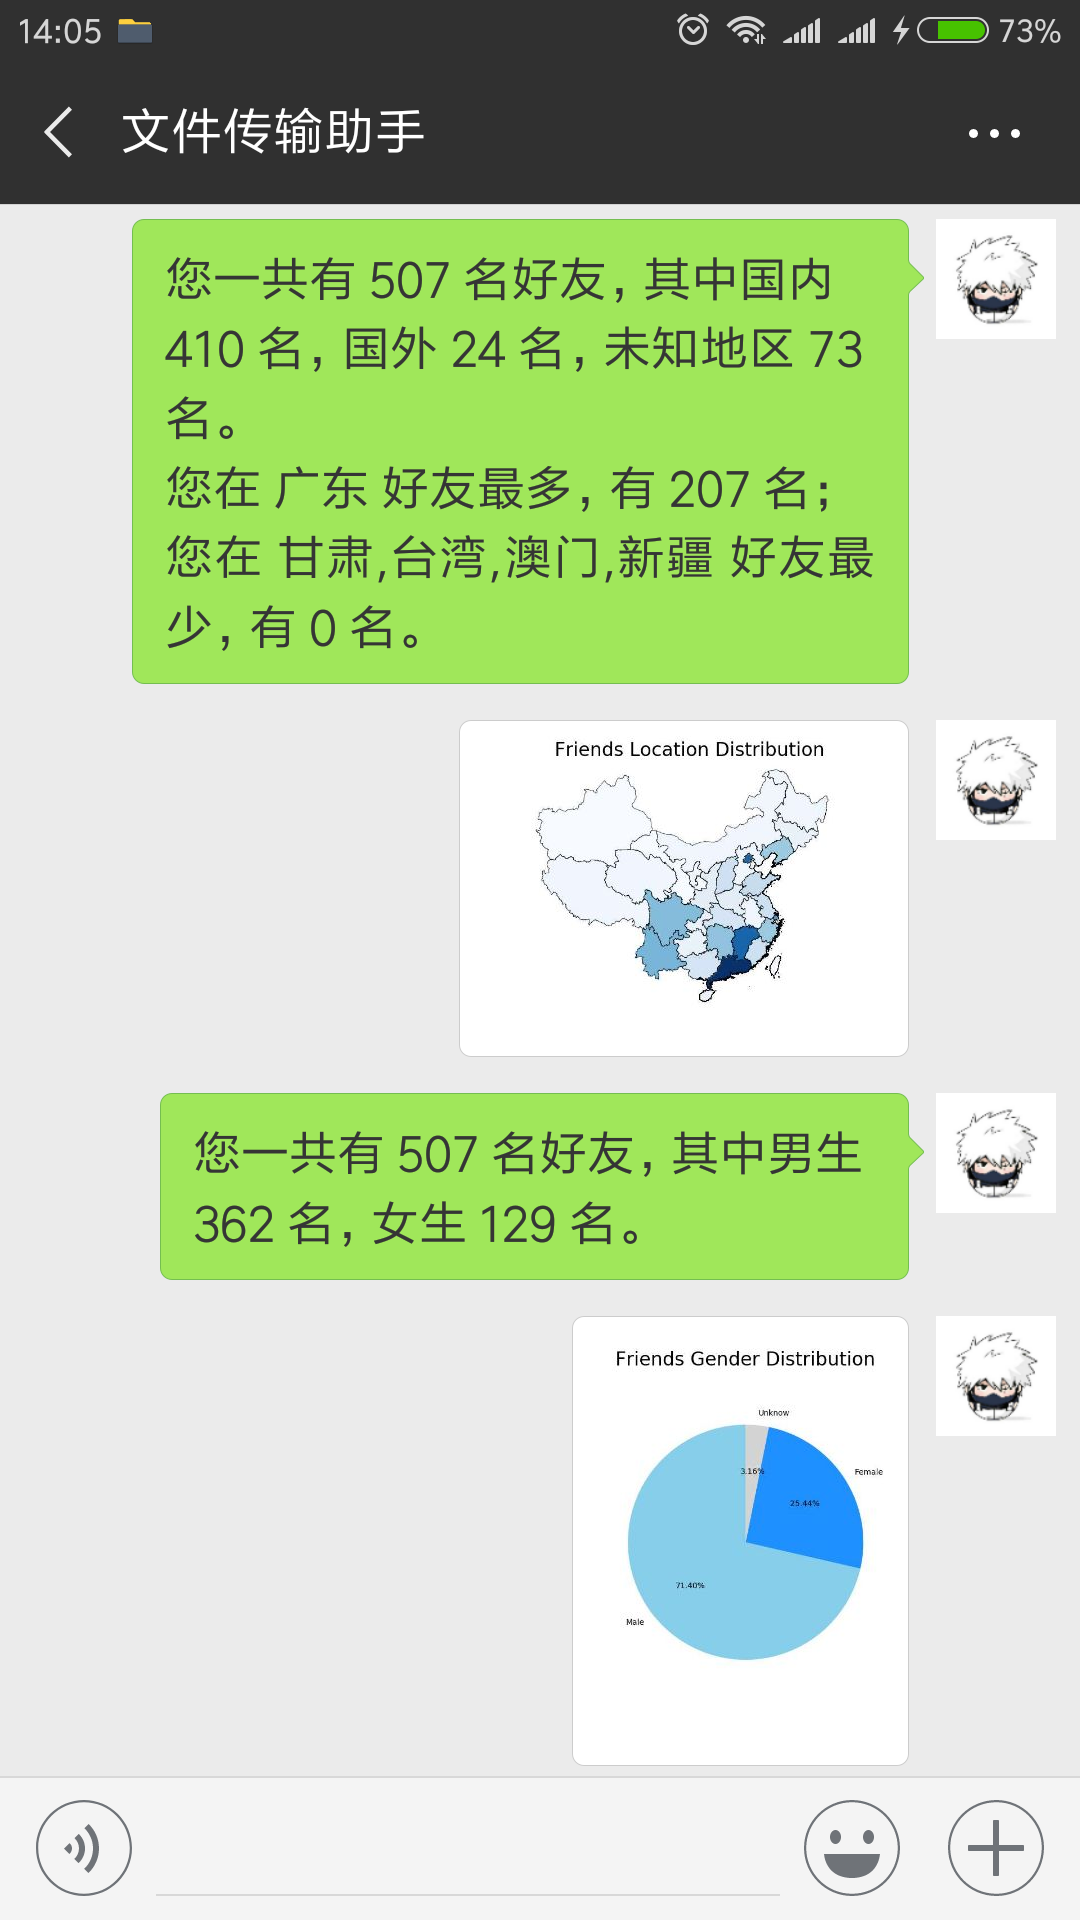 14:05 73%
文件传输助手
您一共有 507 名好友, 其中国内
410 名, 国外 24 名, 未知地区 73
名。
您在 广东 好友最多, 有 207 名;
您在 甘肃,台湾,澳门,新疆 好友最
少, 有 0 名。
Friends Location Distribution
您一共有 507 名好友, 其中男生
362 名, 女生 129 名。
Friends Gender Distribution
Unknow
3.16%
Female
25.44%
71.40%
Male